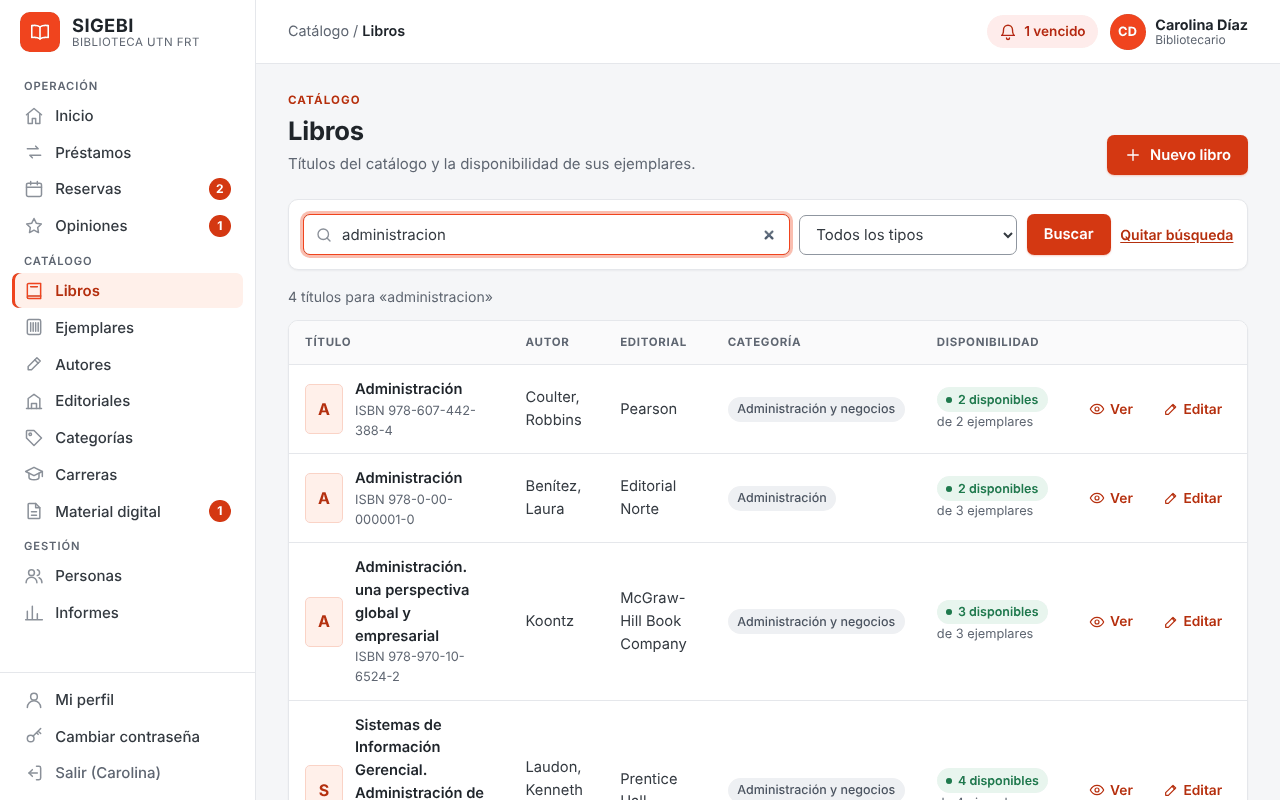 SIGEBI
BIBLIOTECA UTN FRT
OPERACIÓN
Inicio
Préstamos
Reservas 2
Opiniones 1
CATÁLOGO
Libros
Ejemplares
Autores
Editoriales
Categorías
Carreras
Material digital 1
GESTIÓN
Personas
Informes
Mi perfil
Cambiar contraseña
Salir (Carolina)
Catálogo / Libros
1 vencido
CD
Carolina Díaz
Bibliotecario
CATÁLOGO
Libros
Títulos del catálogo y la disponibilidad de sus ejemplares.
Nuevo libro
administracion
Todos los tipos
Buscar
Quitar búsqueda
4 títulos para «administracion»
TÍTULO AUTOR EDITORIAL CATEGORÍA DISPONIBILIDAD
A
Administración
ISBN 978-607-442-
388-4
Coulter,
Robbins
Pearson
Administración y negocios
2 disponibles
de 2 ejemplares
Ver
Editar
A
Administración
ISBN 978-0-00-
000001-0
Benítez,
Laura
Editorial
Norte
Administración
2 disponibles
de 3 ejemplares
Ver
Editar
A
Administración.
una perspectiva
global y
empresarial
ISBN 978-970-10-
6524-2
Koontz
McGraw-
Hill Book
Company
Administración y negocios
3 disponibles
de 3 ejemplares
Ver
Editar
S
Sistemas de
Información
Gerencial.
Administración de
Laudon,
Kenneth
Prentice
Administración y negocios
4 disponibles
Ver
Editar